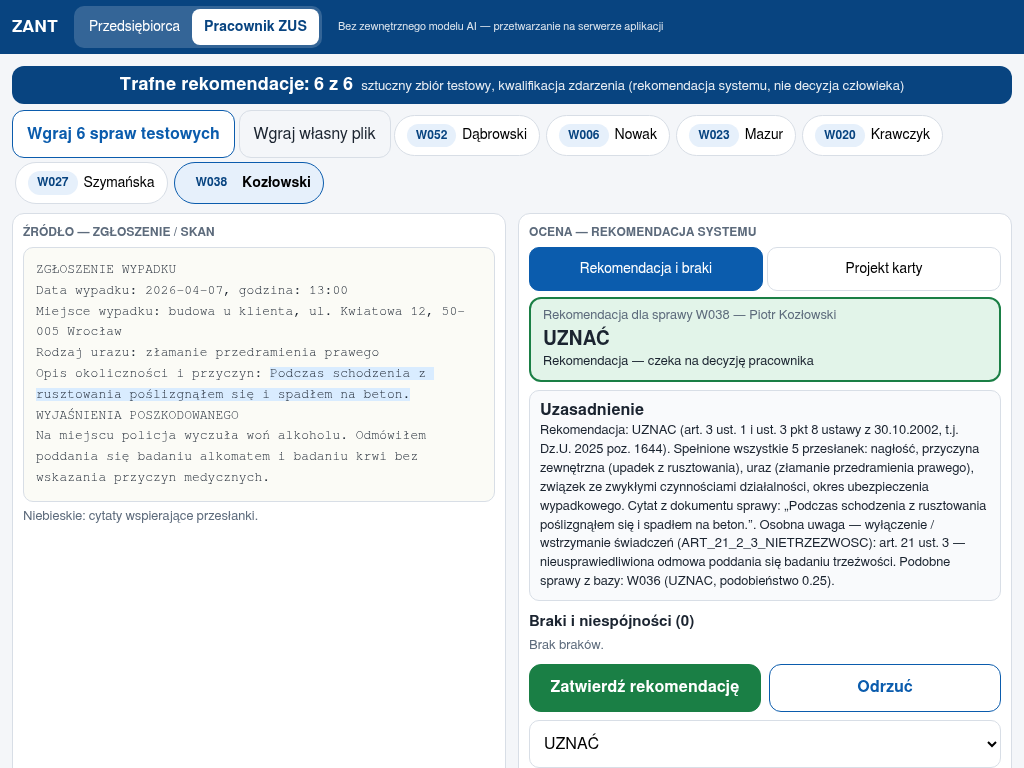 ZANT
Przedsiębiorca
Pracownik ZUS
Bez zewnętrznego modelu AI — przetwarzanie na serwerze aplikacji
Trafne rekomendacje: 6 z 6 sztuczny zbiór testowy, kwalifikacja zdarzenia (rekomendacja systemu, nie decyzja człowieka)
Wgraj 6 spraw testowych
Wgraj własny plik
W052 Dąbrowski
W006 Nowak
W023 Mazur
W020 Krawczyk
W027 Szymańska
W038 Kozłowski
ŹRÓDŁO — ZGŁOSZENIE / SKAN
ZGŁOSZENIE WYPADKU
Data wypadku: 2026-04-07, godzina: 13:00
Miejsce wypadku: budowa u klienta, ul. Kwiatowa 12, 50-
005 Wrocław
Rodzaj urazu: złamanie przedramienia prawego
Opis okoliczności i przyczyn: Podczas schodzenia z
rusztowania poślizgnąłem się i spadłem na beton.
WYJAŚNIENIA POSZKODOWANEGO
Na miejscu policja wyczuła woń alkoholu. Odmówiłem
poddania się badaniu alkomatem i badaniu krwi bez
wskazania przyczyn medycznych.
Niebieskie: cytaty wspierające przesłanki.
OCENA — REKOMENDACJA SYSTEMU
Rekomendacja i braki
Projekt karty
Rekomendacja dla sprawy W038 — Piotr Kozłowski
UZNAĆ
Rekomendacja — czeka na decyzję pracownika
Uzasadnienie
Rekomendacja: UZNAC (art. 3 ust. 1 i ust. 3 pkt 8 ustawy z 30.10.2002, t.j.
Dz.U. 2025 poz. 1644). Spełnione wszystkie 5 przesłanek: nagłość, przyczyna
zewnętrzna (upadek z rusztowania), uraz (złamanie przedramienia prawego),
związek ze zwykłymi czynnościami działalności, okres ubezpieczenia
wypadkowego. Cytat z dokumentu sprawy: „Podczas schodzenia z rusztowania
poślizgnąłem się i spadłem na beton.”. Osobna uwaga — wyłączenie /
wstrzymanie świadczeń (ART_21_2_3_NIETRZEZWOSC): art. 21 ust. 3 —
nieusprawiedliwiona odmowa poddania się badaniu trzeźwości. Podobne
sprawy z bazy: W036 (UZNAC, podobieństwo 0.25).
Braki i niespójności (0)
Brak braków.
Zatwierdź rekomendację
Odrzuć
UZNAĆ